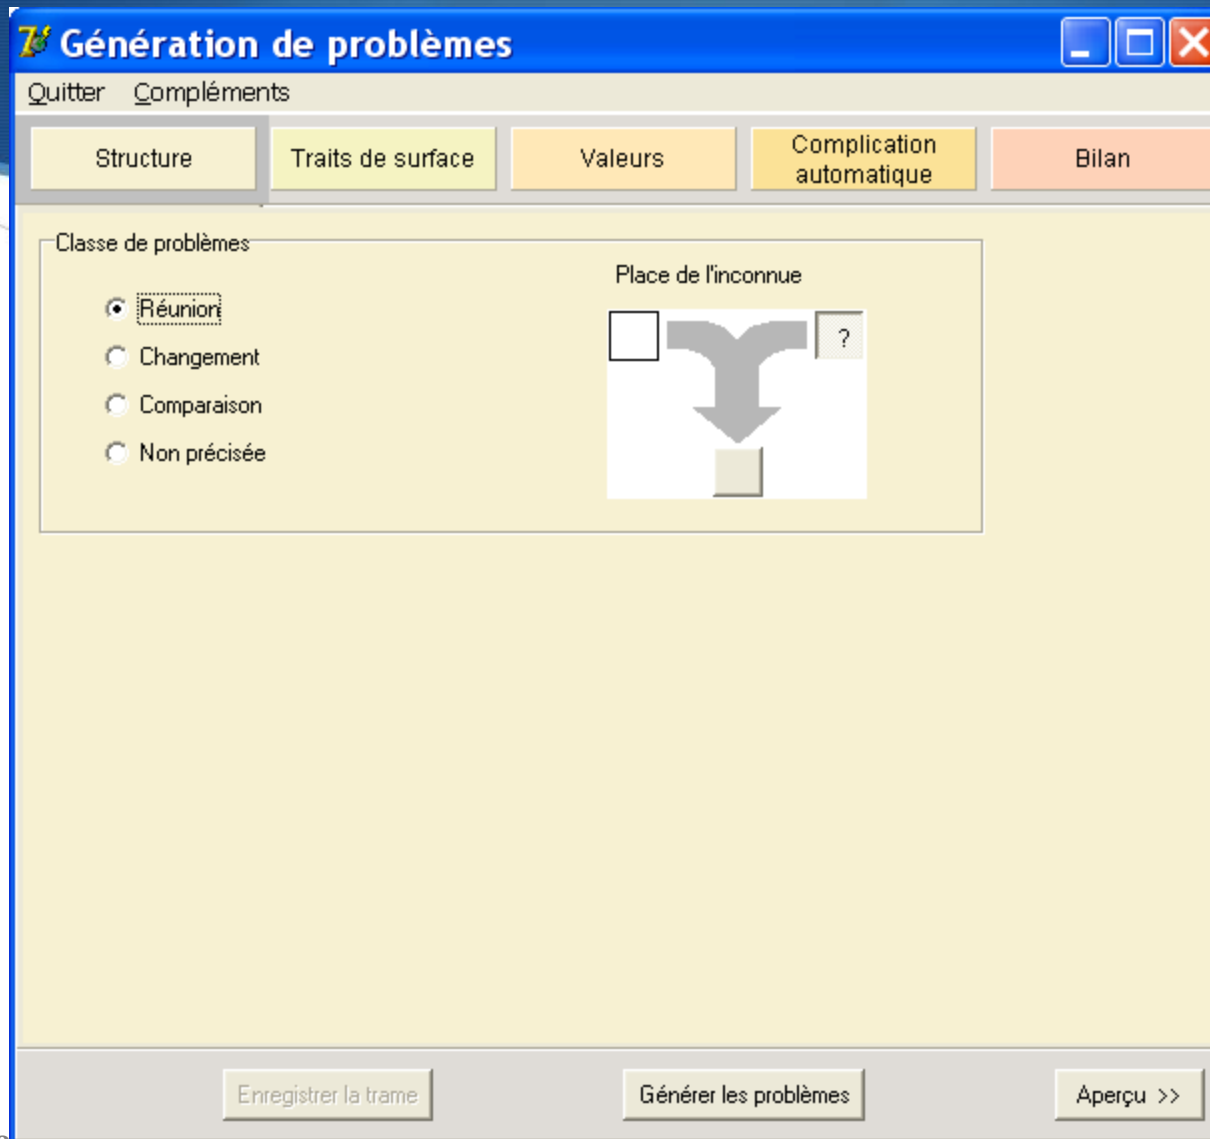 Génération de problèmes
Quitter Compléments
Structure
Traits de surface
Valeurs
Complication
automatique
Bilan
Classe de problèmes
Réunion
Changement
Comparaison
Non précisée
Place de l'inconnue
?
Enregistrer la trame
Générer les problèmes
Aperçu >>